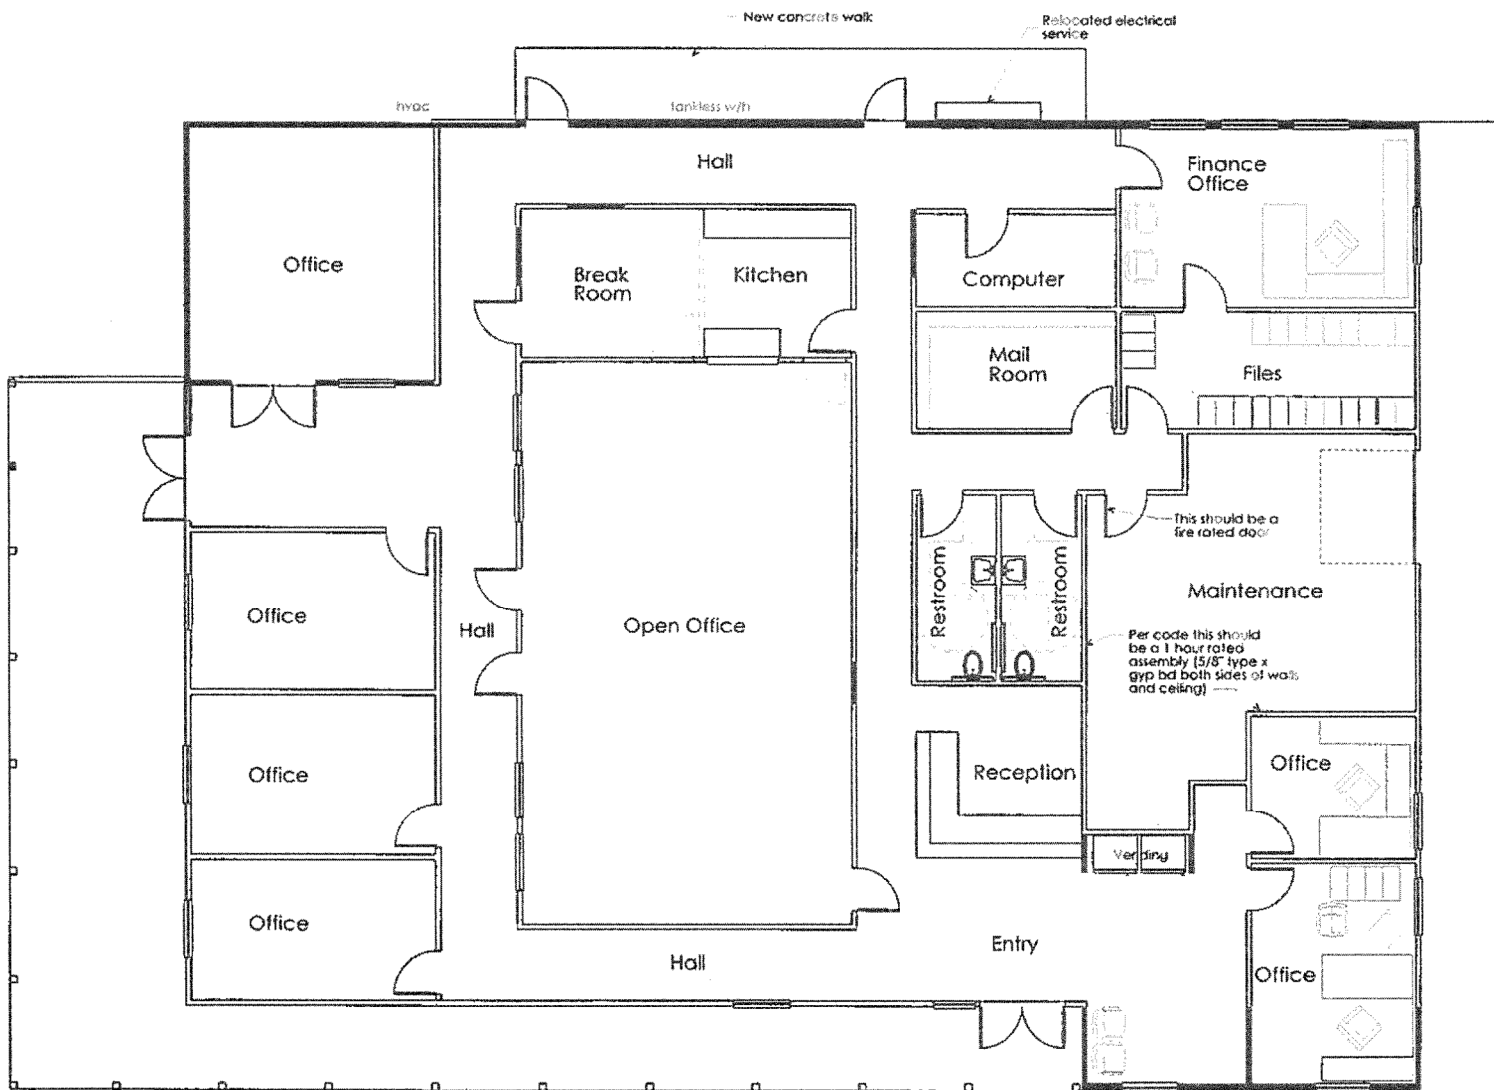 New concrete walk
Relocated electrical
service
hvac
tankless w/h
Hall
Finance
Office
Office
Break
Room
Kitchen
Computer
Mail
Room
Files
This should be a
fire rated door
Restroom
Restroom
Maintenance
Office
Hall
Open Office
Per code this should
be a 1 hour rated
assembly (5/8" type x
gyp bd both sides of walls
and ceiling)
Office
Reception
Office
Vending
Office
Entry
Hall
Office